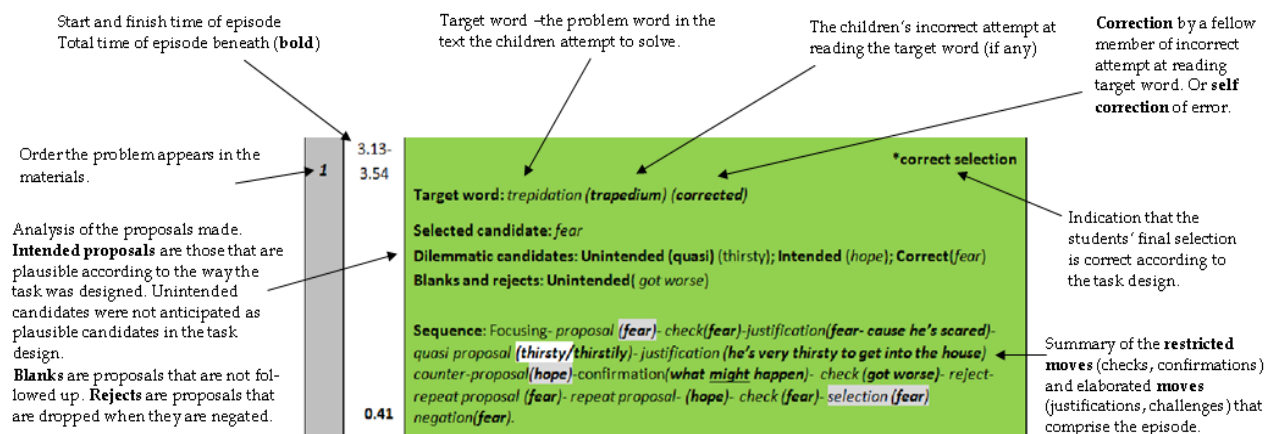 Start and finish time of episode
Total time of episode beneath (bold)
Target word –the problem word in the
text the children attempt to solve.
The children's incorrect attempt at
reading the target word (if any)
Correction by a fellow
member of incorrect
attempt at reading
target word. Or self
correction of error.
Order the problem appears in the
materials.
Analysis of the proposals made.
Intended proposals are those that are
plausible according to the way the
task was designed. Unintended
candidates were not anticipated as
plausible candidates in the task
design.
Blanks are proposals that are not fol-
lowed up. Rejects are proposals that
are dropped when they are negated.
1
3.13-
3.54
0.41
*correct selection
Target word: trepidation (trapedium) (corrected)
Selected candidate: fear
Dilemmatic candidates: Unintended (quasi) (thirsty); Intended (hope); Correct(fear)
Blanks and rejects: Unintended( got worse)
Sequence: Focusing- proposal (fear)- check(fear)-justification(fear- cause he's scared)-
quasi proposal (thirsty/thirstily)- justification (he's very thirsty to get into the house)
counter-proposal(hope)-confirmation(what might happen)- check (got worse)- reject-
repeat proposal (fear)- repeat proposal- (hope)- check (fear)- selection (fear)
negation(fear).
Indication that the
students' final selection
is correct according to
the task design.
Summary of the restricted
moves (checks, confirmations)
and elaborated moves
(justifications, challenges) that
comprise the episode.